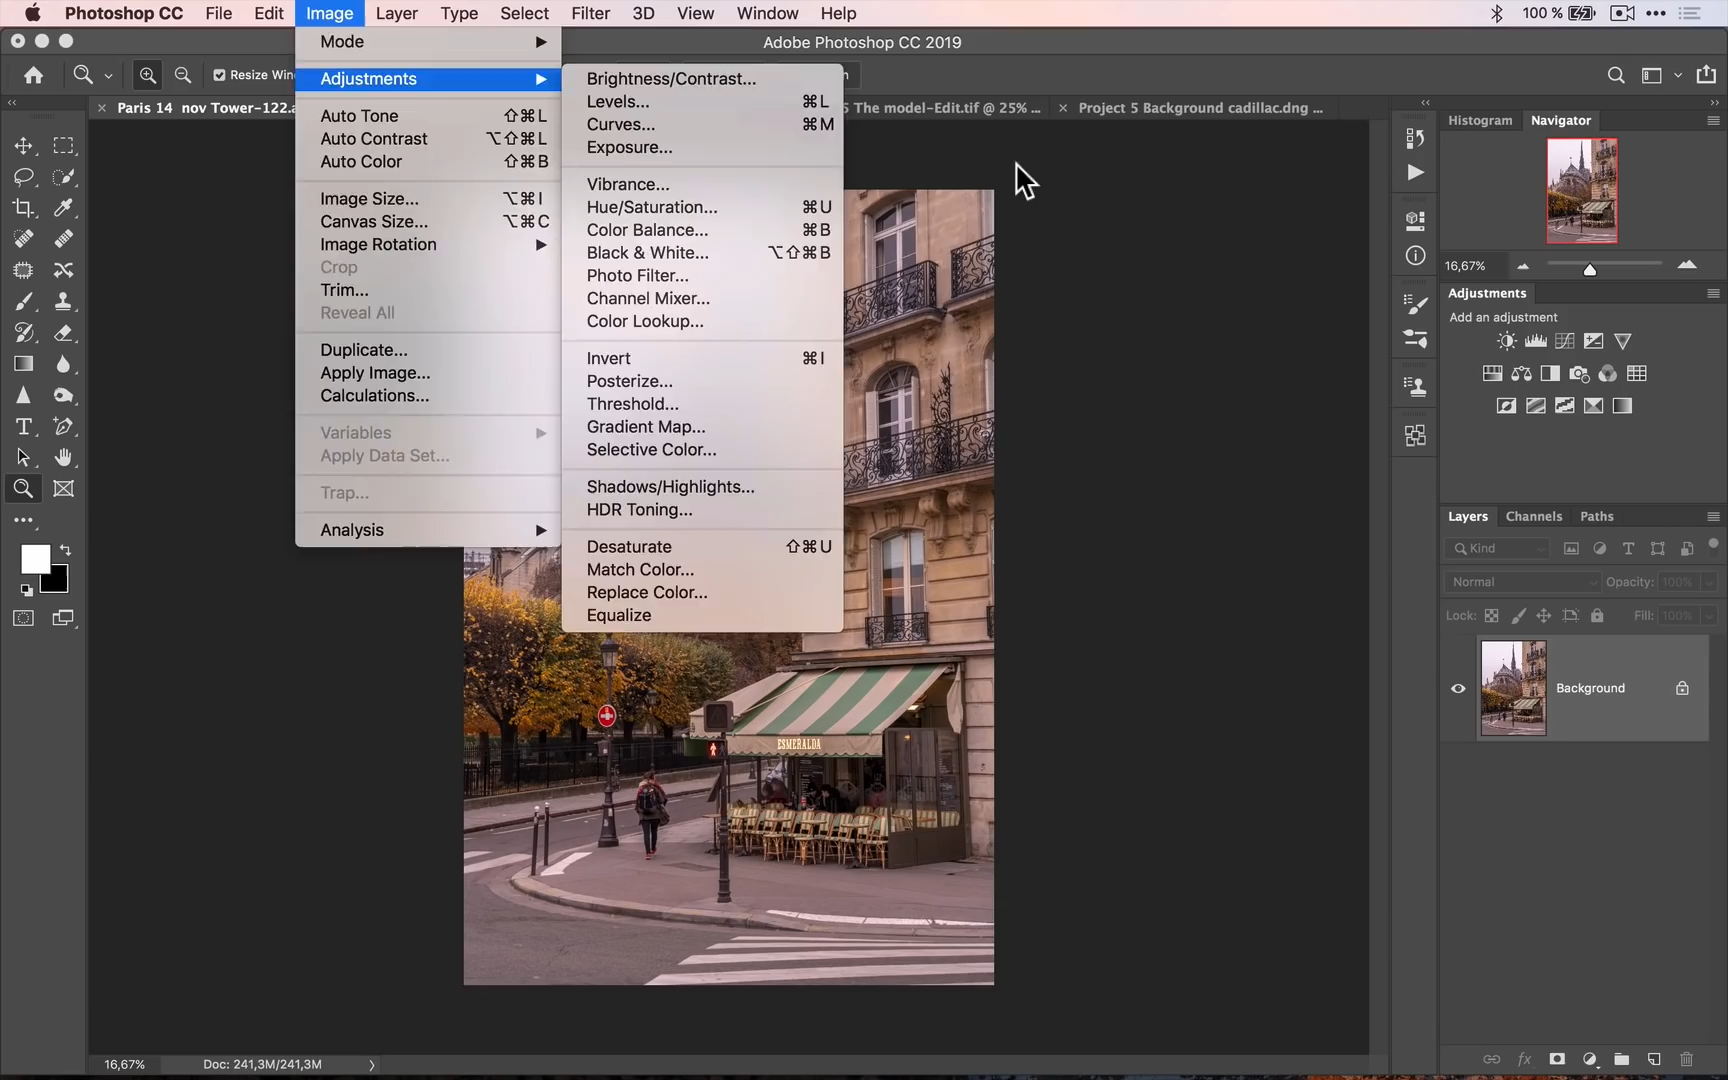 Photoshop CC File Edit Image Layer Type Select Filter 3D View Window Help 100 %
Adobe Photoshop CC 2019
Resize Win
Paris 14 nov Tower-122.a
The model-Edit.tif @ 25% ...
Project 5 Background cadillac.dng ...
Mode
Adjustments
Auto Tone ⇧⌘L
Auto Contrast ⌥⇧⌘L
Auto Color ⇧⌘B
Image Size... ⌥⌘I
Canvas Size... ⌥⌘C
Image Rotation
Crop
Trim...
Reveal All
Duplicate...
Apply Image...
Calculations...
Variables
Apply Data Set...
Trap...
Analysis
Brightness/Contrast...
Levels... ⌘L
Curves... ⌘M
Exposure...
Vibrance...
Hue/Saturation... ⌘U
Color Balance... ⌘B
Black & White... ⌥⇧⌘B
Photo Filter...
Channel Mixer...
Color Lookup...
Invert ⌘I
Posterize...
Threshold...
Gradient Map...
Selective Color...
Shadows/Highlights...
HDR Toning...
Desaturate ⇧⌘U
Match Color...
Replace Color...
Equalize
ESMERALDA
Histogram Navigator
16,67%
Adjustments
Add an adjustment
Layers Channels Paths
Kind
Normal Opacity: 100%
Lock: Fill: 100%
Background
fx
16,67% Doc: 241,3M/241,3M